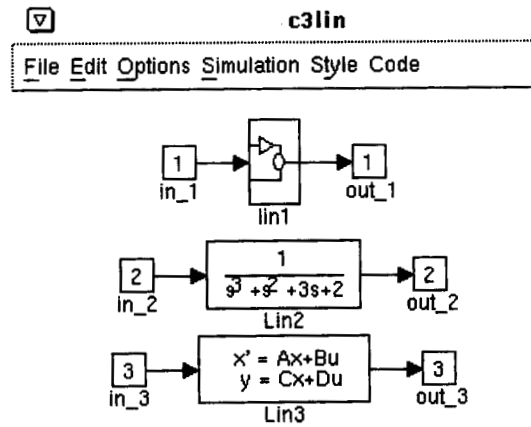 c3lin
File Edit Options Simulation Style Code
1
in_1
lin1
1
out_1
2
in_2
1
s³+s²+3s+2
Lin2
2
out_2
3
in_3
x' = Ax+Bu
y = Cx+Du
Lin3
3
out_3